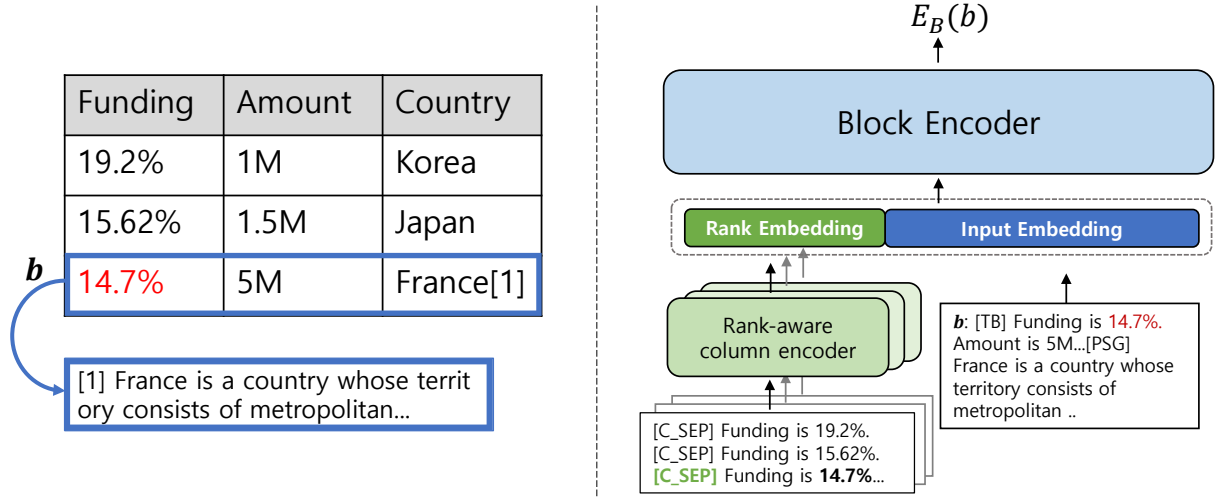 Funding Amount Country
19.2% 1M Korea
15.62% 1.5M Japan
b
14.7% 5M France[1]
[1] France is a country whose territ
ory consists of metropolitan...
E_B(b)
Block Encoder
Rank Embedding
Input Embedding
Rank-aware
column encoder
[C_SEP] Funding is 19.2%.
[C_SEP] Funding is 15.62%.
[C_SEP] Funding is 14.7%...
b: [TB] Funding is 14.7%.
Amount is 5M...[PSG]
France is a country whose
territory consists of
metropolitan ..